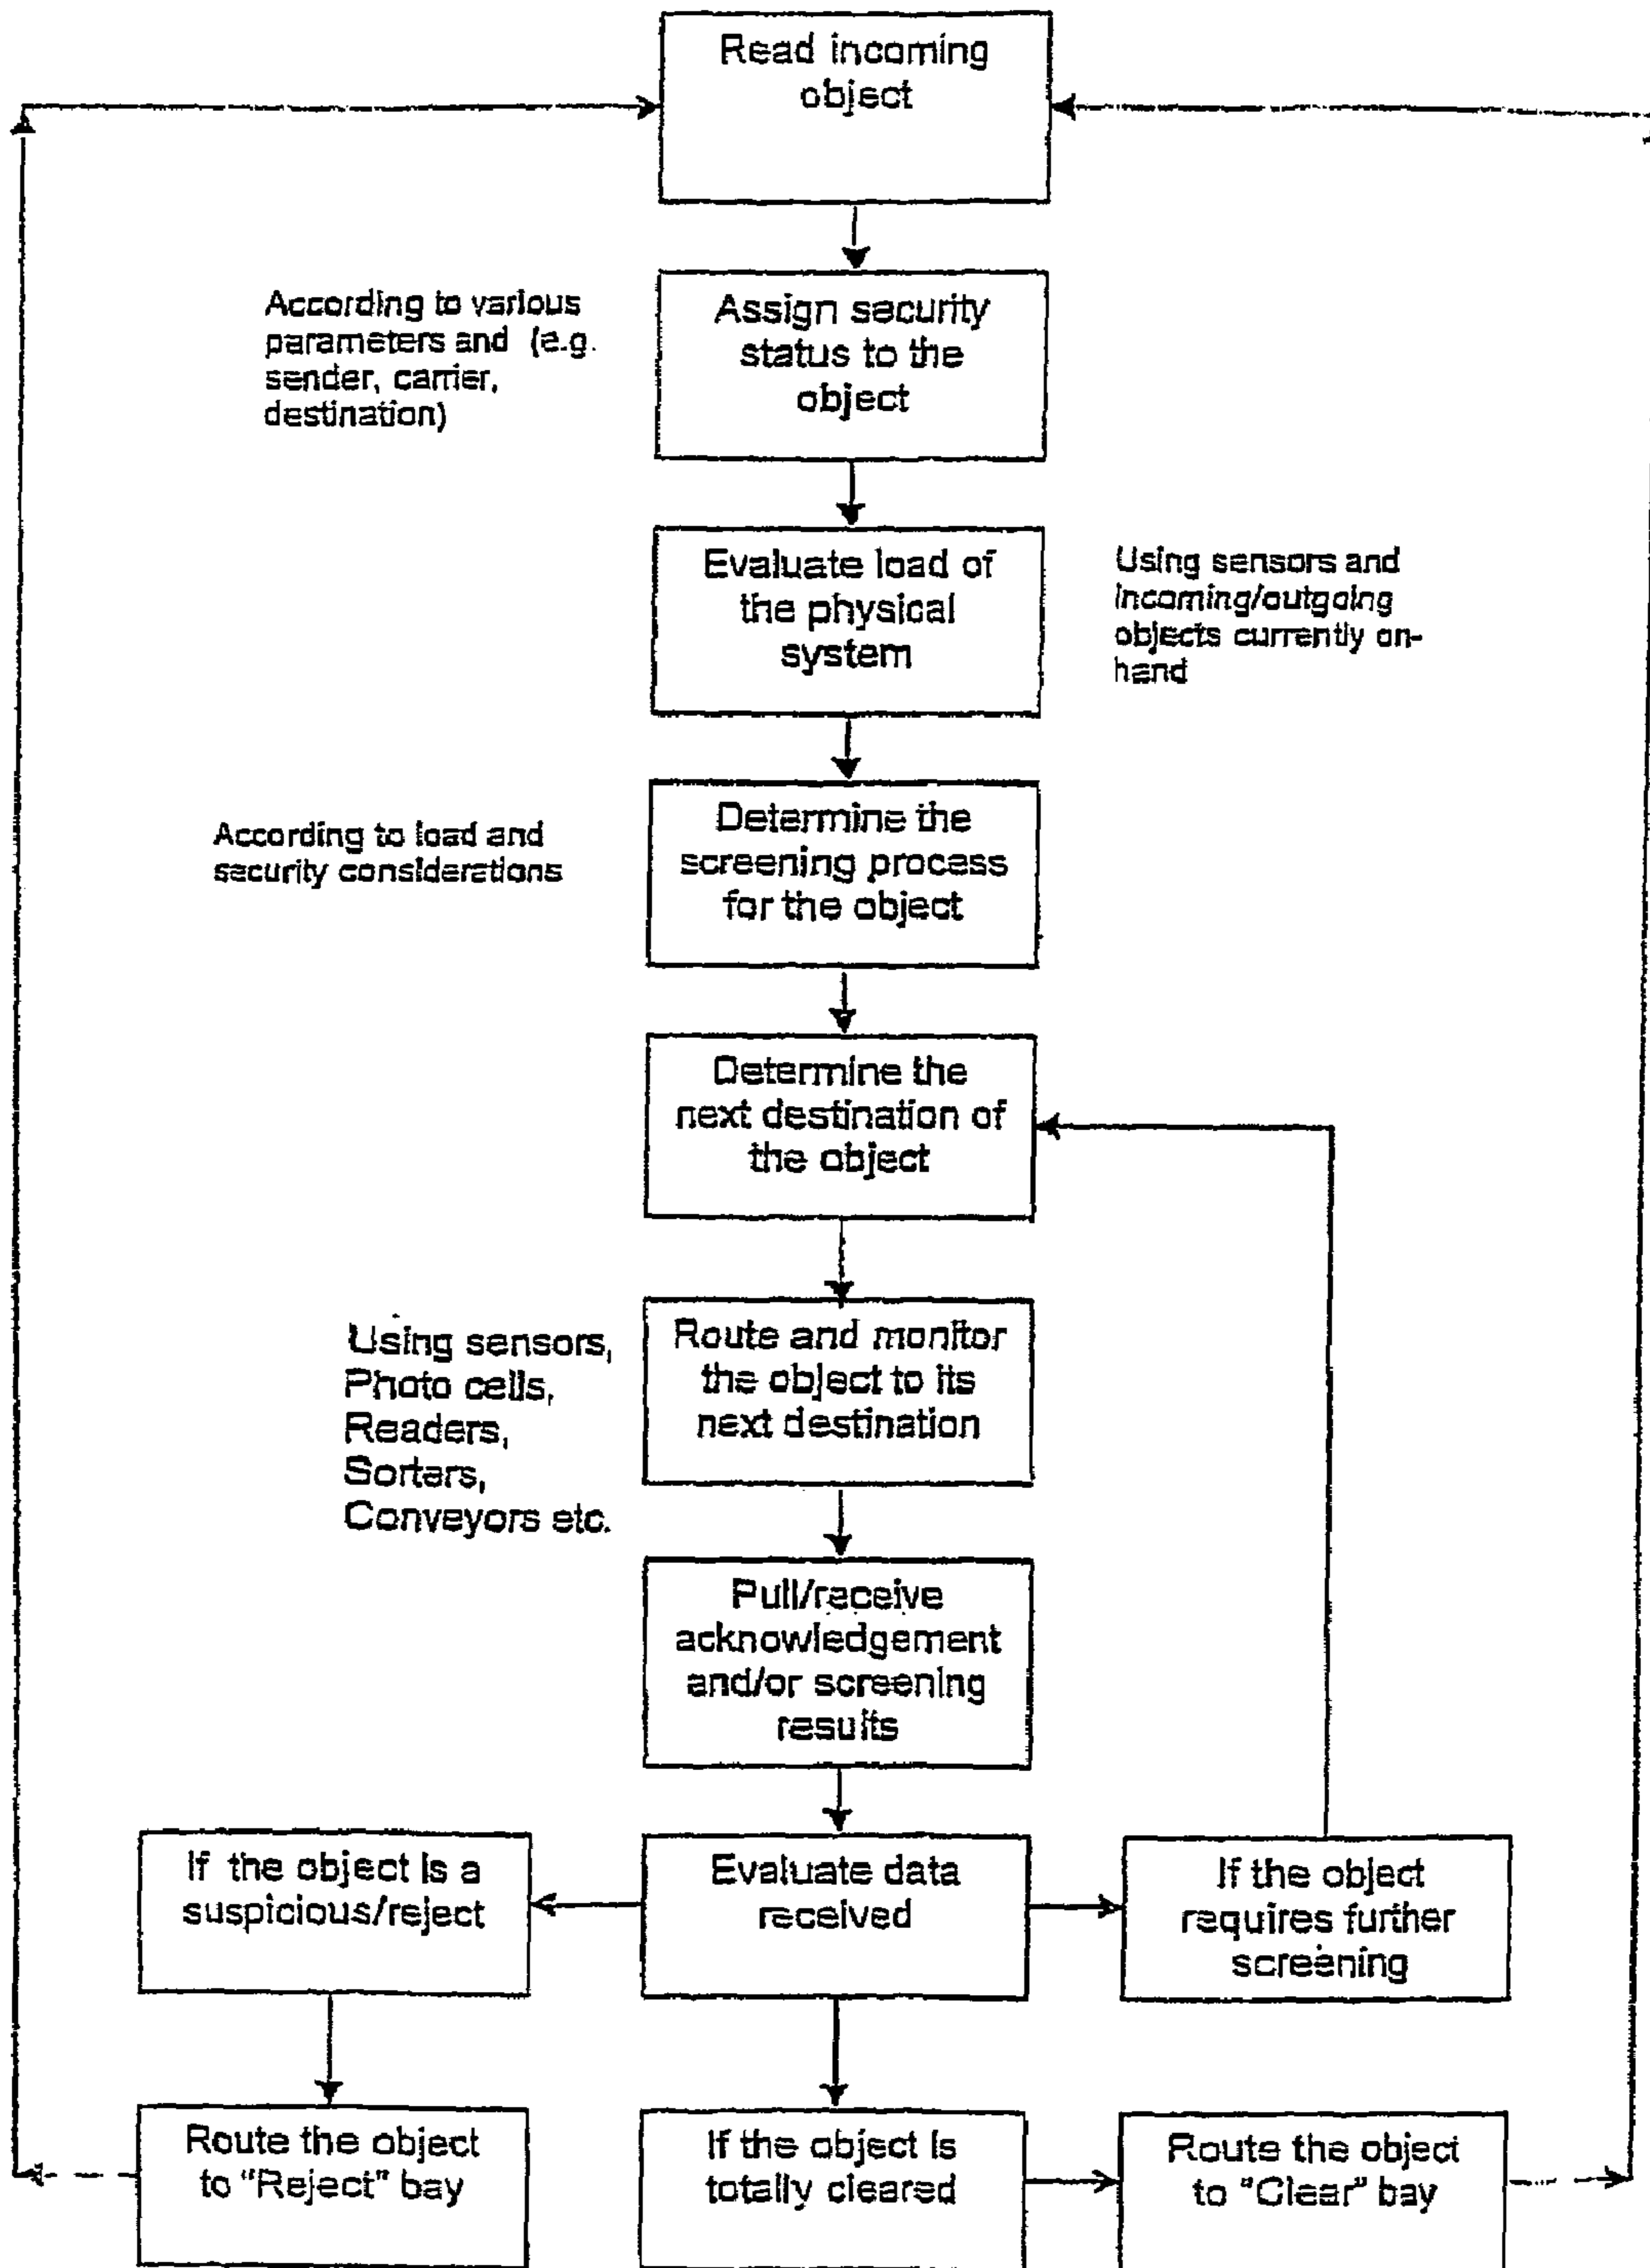 Read incoming
object
According to various
parameters and (e.g.
sender, carrier,
destination)
Assign security
status to the
object
Evaluate load of
the physical
system
Using sensors and
incoming/outgoing
objects currently on-
hand
According to load and
security considerations
Determine the
screening process
for the object
Determine the
next destination of
the object
Using sensors,
Photo cells,
Readers,
Sorters,
Conveyors etc.
Route and monitor
the object to its
next destination
Pull/receive
acknowledgement
and/or screening
results
If the object is a
suspicious/reject
Evaluate data
received
If the object
requires further
screening
Route the object
to "Reject" bay
If the object is
totally cleared
Route the object
to "Clear" bay